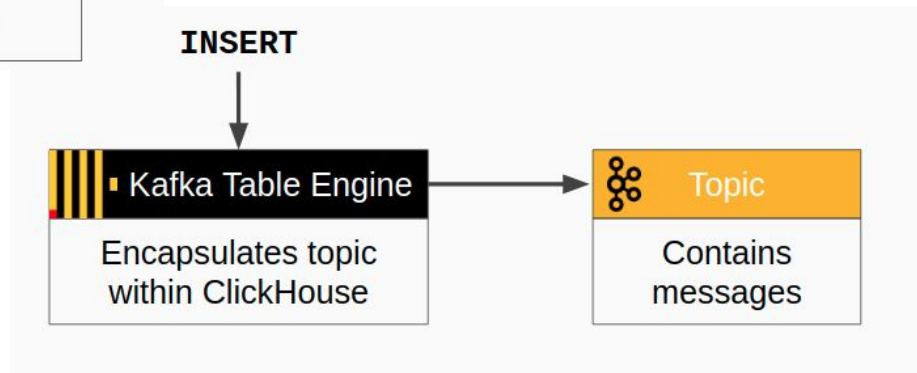 INSERT
Kafka Table Engine
Encapsulates topic
within ClickHouse
Topic
Contains
messages